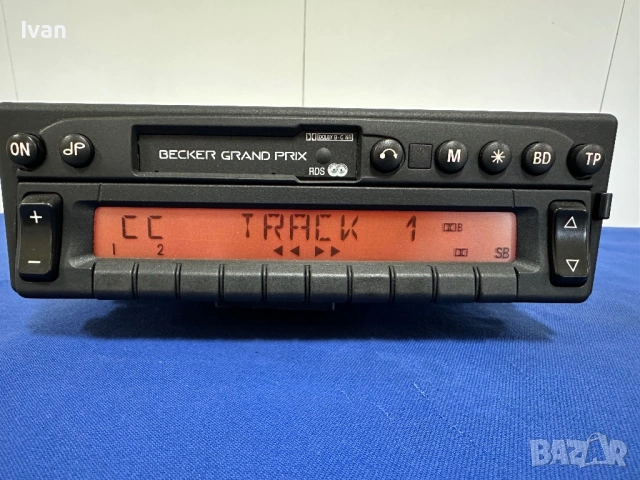 Ivan
DOLBY B-C NR
ON
BECKER GRAND PRIX
RDS
M
BD
TP
+
−
CC TRACK 1 B
1 2 SB
BAZAR